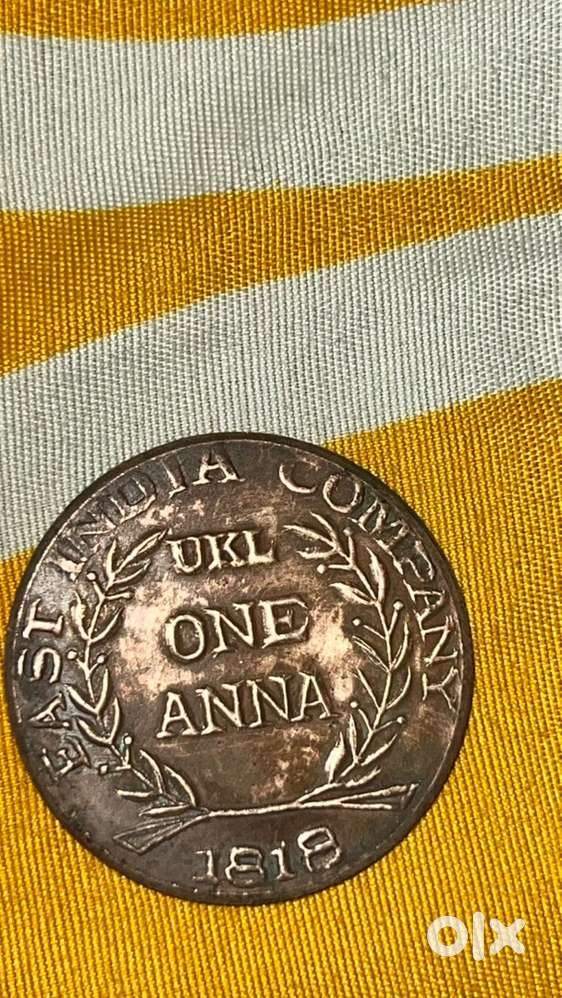 EAST INDIA COMPANY
UKL
ONE
ANNA
1818
olx